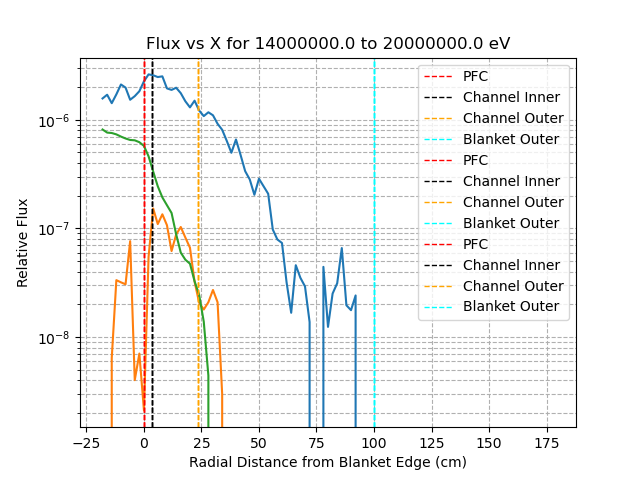 Flux vs X for 14000000.0 to 20000000.0 eV
Relative Flux
10⁻⁶
10⁻⁷
10⁻⁸
PFC
Channel Inner
Channel Outer
Blanket Outer
PFC
Channel Inner
Channel Outer
Blanket Outer
PFC
Channel Inner
Channel Outer
Blanket Outer
−25 0 25 50 75 100 125 150 175
Radial Distance from Blanket Edge (cm)